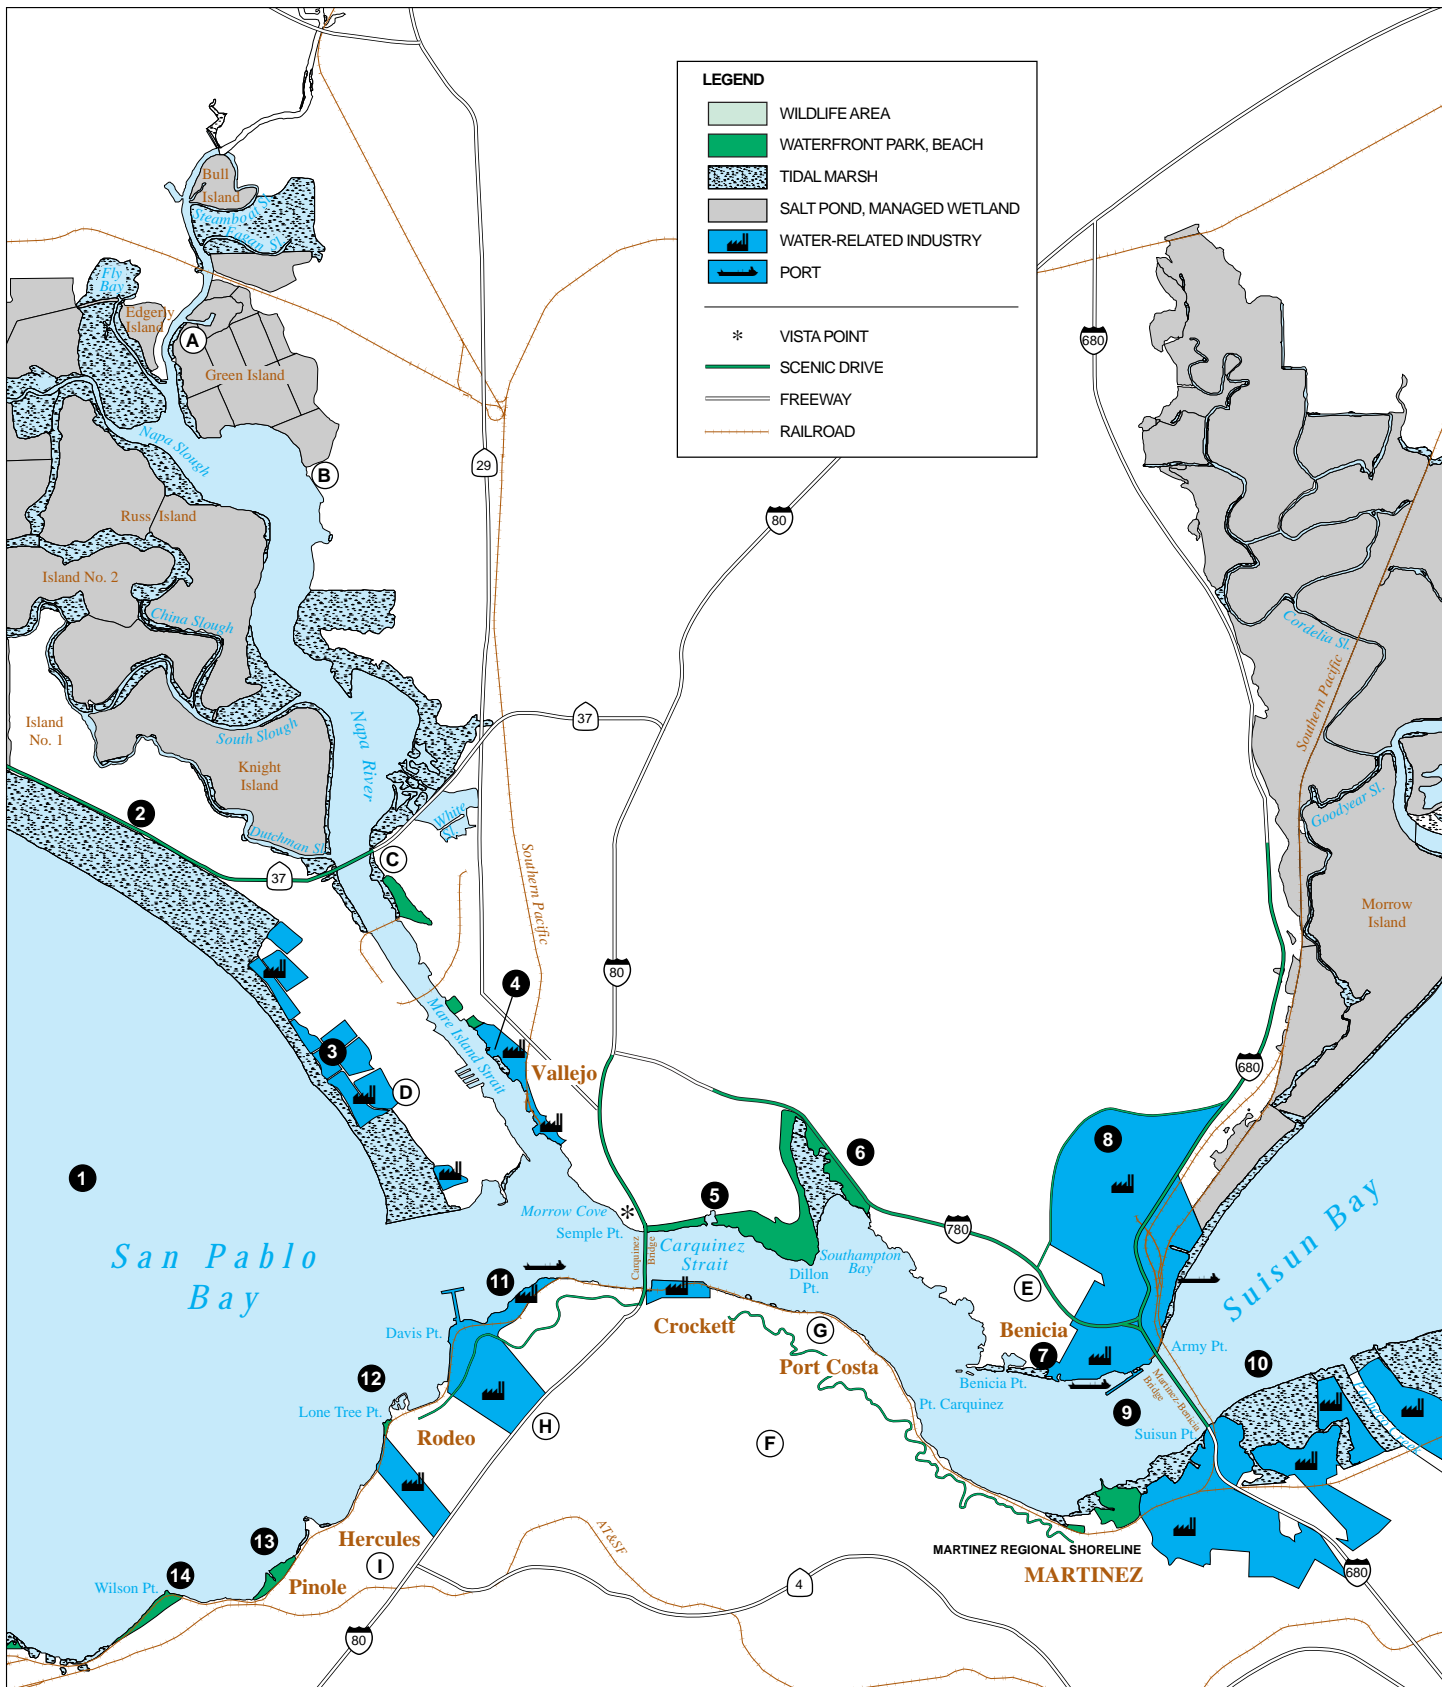 LEGEND
WILDLIFE AREA
WATERFRONT PARK, BEACH
TIDAL MARSH
SALT POND, MANAGED WETLAND
WATER-RELATED INDUSTRY
PORT
VISTA POINT
SCENIC DRIVE
FREEWAY
RAILROAD
Bull
Island
Steamboat Sl.
Fagan Sl.
Fly
Bay
Edgerly
Island
A
Green Island
680
Napa Slough
29
B
80
Russ Island
Island No. 2
China Slough
Cordelia Sl.
Southern Pacific
Island
No. 1
South Slough
Napa River
37
Knight
Island
2
White
Sl.
Goodyear Sl.
Dutchman Sl.
C
37
Southern Pacific
Morrow
Island
80
4
Mare Island Strait
3
Vallejo
D
680
8
6
1
5
Morrow Cove
Semple Pt.
780
Carquinez
Bridge
Carquinez
Strait
Southampton
Bay
Dillon
Pt.
San Pablo
Bay
Suisun Bay
11
E
Davis Pt.
Crockett
G
Benicia
Army Pt.
7
10
Port Costa
12
Benicia Pt.
Martinez-Benicia
Bridge
Pacheco Creek
Lone Tree Pt.
Pt. Carquinez
9
Suisun Pt.
Rodeo
H
F
Hercules
AT&SF
13
I
MARTINEZ REGIONAL SHORELINE
MARTINEZ
14
Wilson Pt.
Pinole
4
680
80